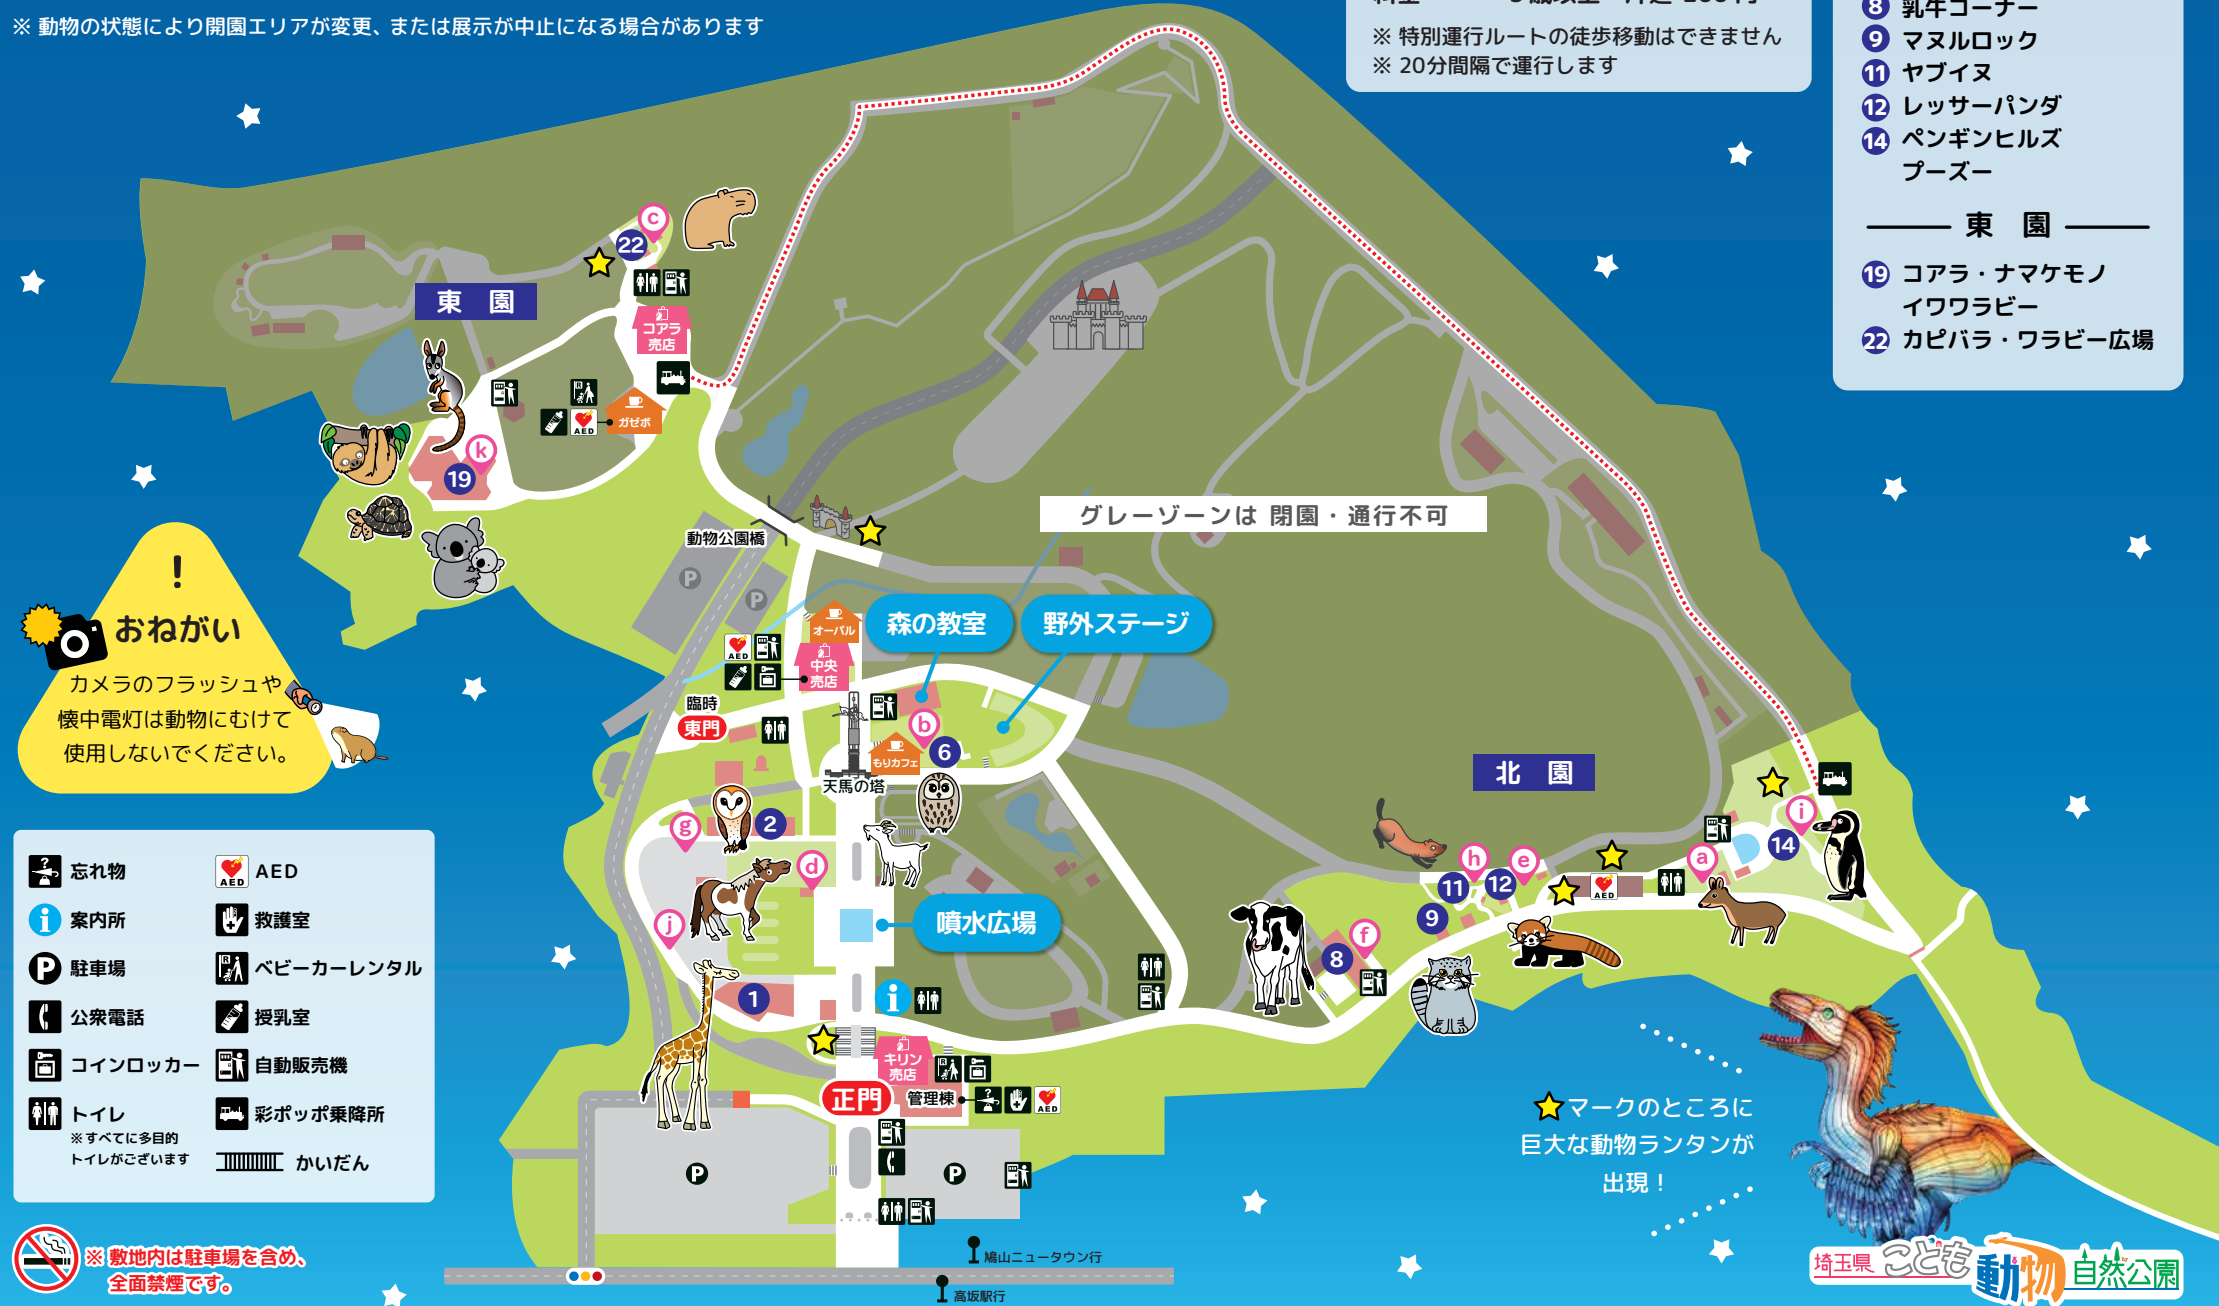 ※ 動物の状態により開園エリアが変更、または展示が中止になる場合があります
※ 特別運行ルートの徒歩移動はできません
※ 20分間隔で運行します
8 乳牛コーナー
9 マヌルロック
11 ヤブイヌ
12 レッサーパンダ
14 ペンギンヒルズ
プーズー
東 園
19 コアラ・ナマケモノ
イワワラビー
22 カピバラ・ワラビー広場
c
22
東 園
コアラ
売店
AED
ガゼボ
k
19
グレーゾーンは 閉園・通行不可
動物公園橋
P
P
!
おねがい
カメラのフラッシュや
懐中電灯は動物にむけて
使用しないでください。
オーバル
森の教室
野外ステージ
AED
中央
売店
臨時
東門
b
6
もりカフェ
天馬の塔
北 園
g
2
d
j
噴水広場
1
i
i
14
a
h
e
11
12
AED
9
f
8
キリン
売店
正門
管理棟
AED
P
P
忘れ物
AED
AED
i
案内所
救護室
P
駐車場
R
ベビーカーレンタル
公衆電話
授乳室
コインロッカー
自動販売機
トイレ
※すべてに多目的
トイレがございます
彩ポッポ乗降所
かいだん
マークのところに
巨大な動物ランタンが
出現！
※ 敷地内は駐車場を含め、
全面禁煙です。
鳩山ニュータウン行
高坂駅行
埼玉県 こども動物自然公園